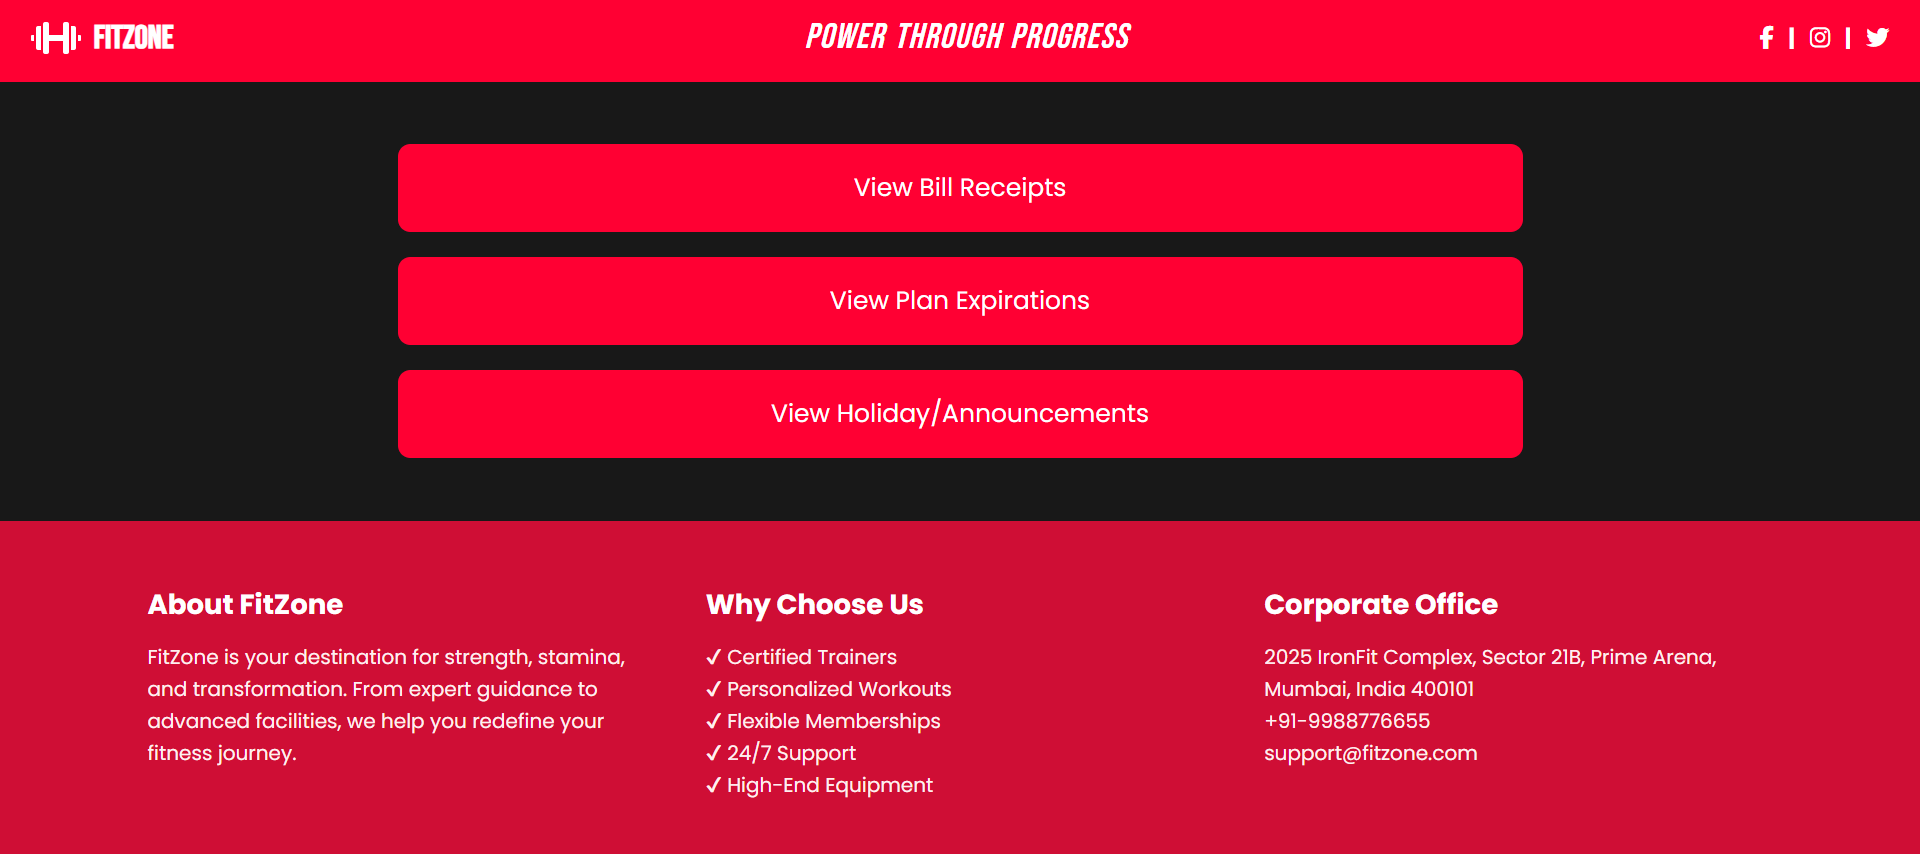 FITZONE
POWER THROUGH PROGRESS
View Bill Receipts
View Plan Expirations
View Holiday/Announcements
About FitZone
FitZone is your destination for strength, stamina,
and transformation. From expert guidance to
advanced facilities, we help you redefine your
fitness journey.
Why Choose Us
✓ Certified Trainers
✓ Personalized Workouts
✓ Flexible Memberships
✓ 24/7 Support
✓ High-End Equipment
Corporate Office
2025 IronFit Complex, Sector 21B, Prime Arena,
Mumbai, India 400101
+91-9988776655
support@fitzone.com